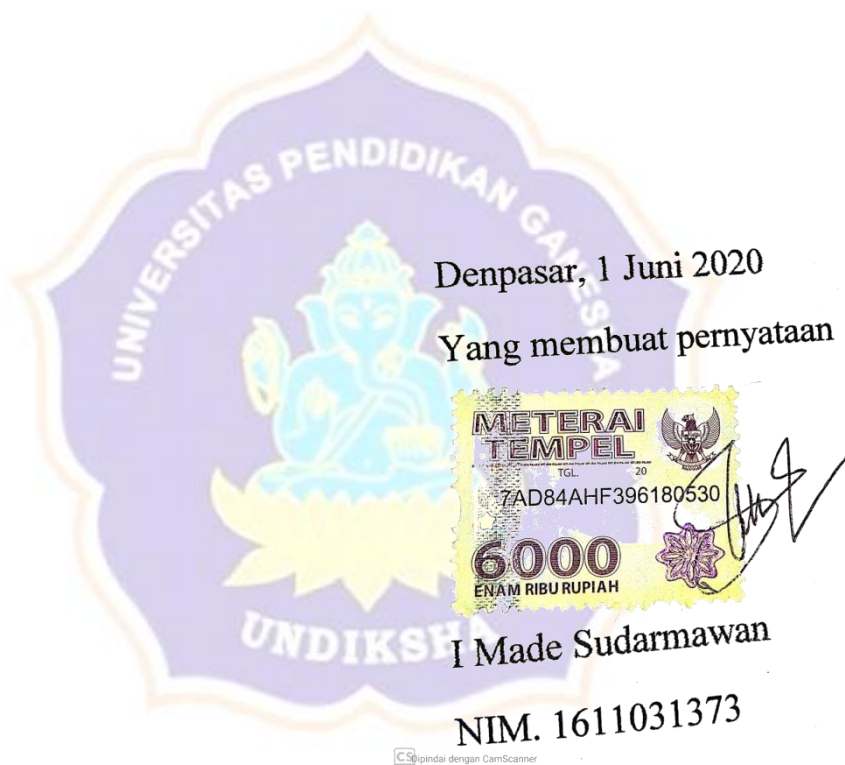 UNIVERSITAS PENDIDIKAN GANESHA
Denpasar, 1 Juni 2020
Yang membuat pernyataan
METERAI
TEMPEL
TGL. 20
7AD84AHF396180530
6000
ENAM RIBU RUPIAH
UNDIKSHA
I Made Sudarmawan
NIM. 1611031373
CS Dipindai dengan CamScanner